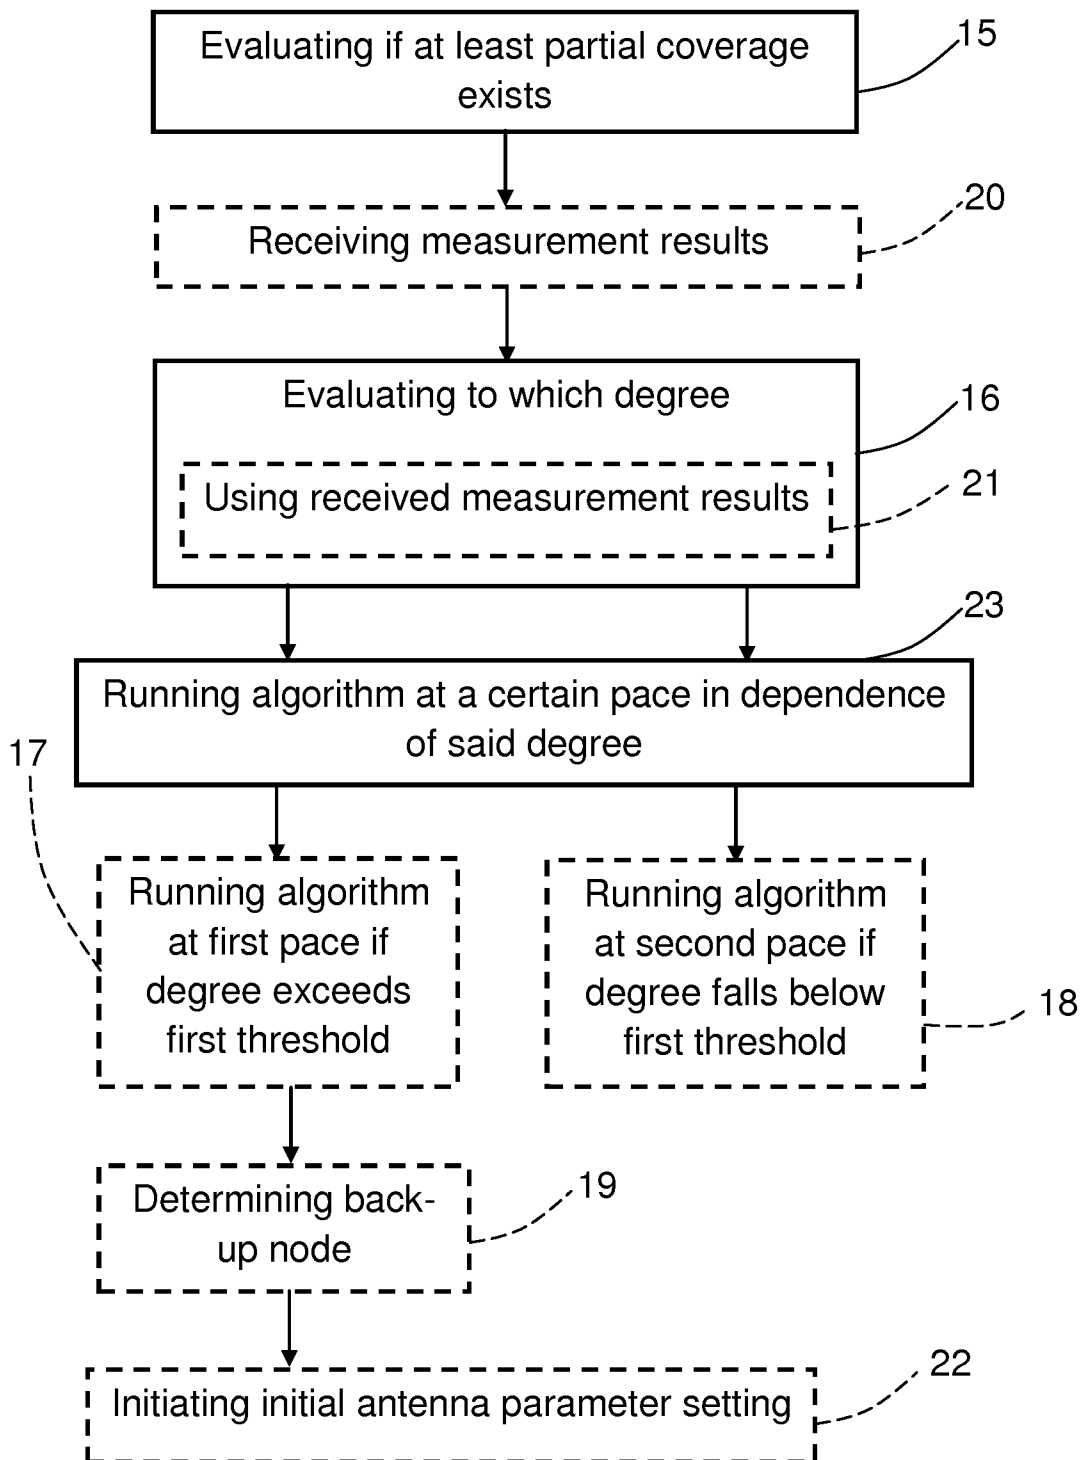 Evaluating if at least partial coverage
exists
15
20
Receiving measurement results
Evaluating to which degree
16
Using received measurement results
21
23
Running algorithm at a certain pace in dependence
of said degree
17
Running algorithm
at first pace if
degree exceeds
first threshold
Running algorithm
at second pace if
degree falls below
first threshold
18
Determining back-
up node
19
22
Initiating initial antenna parameter setting